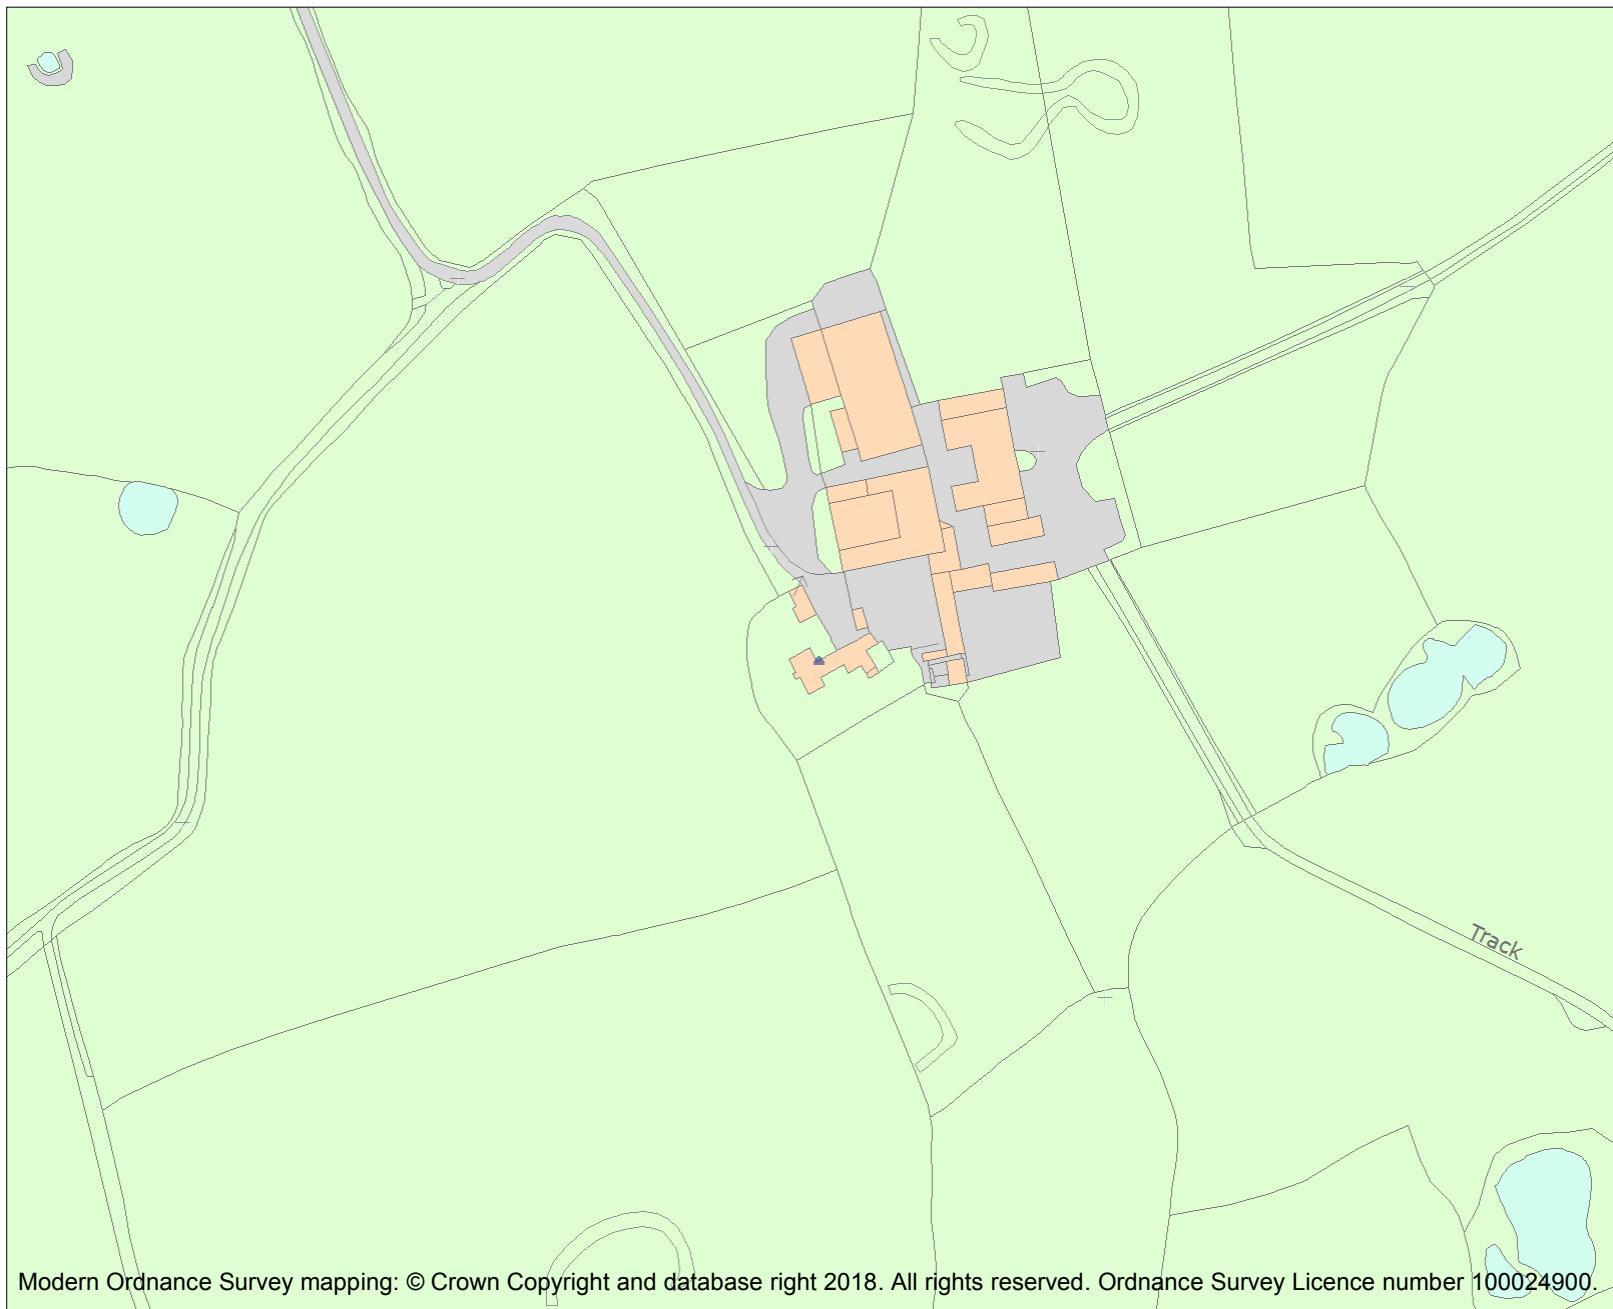 Track
Modern Ordnance Survey mapping: © Crown Copyright and database right 2018. All rights reserved. Ordnance Survey Licence number 100024900.